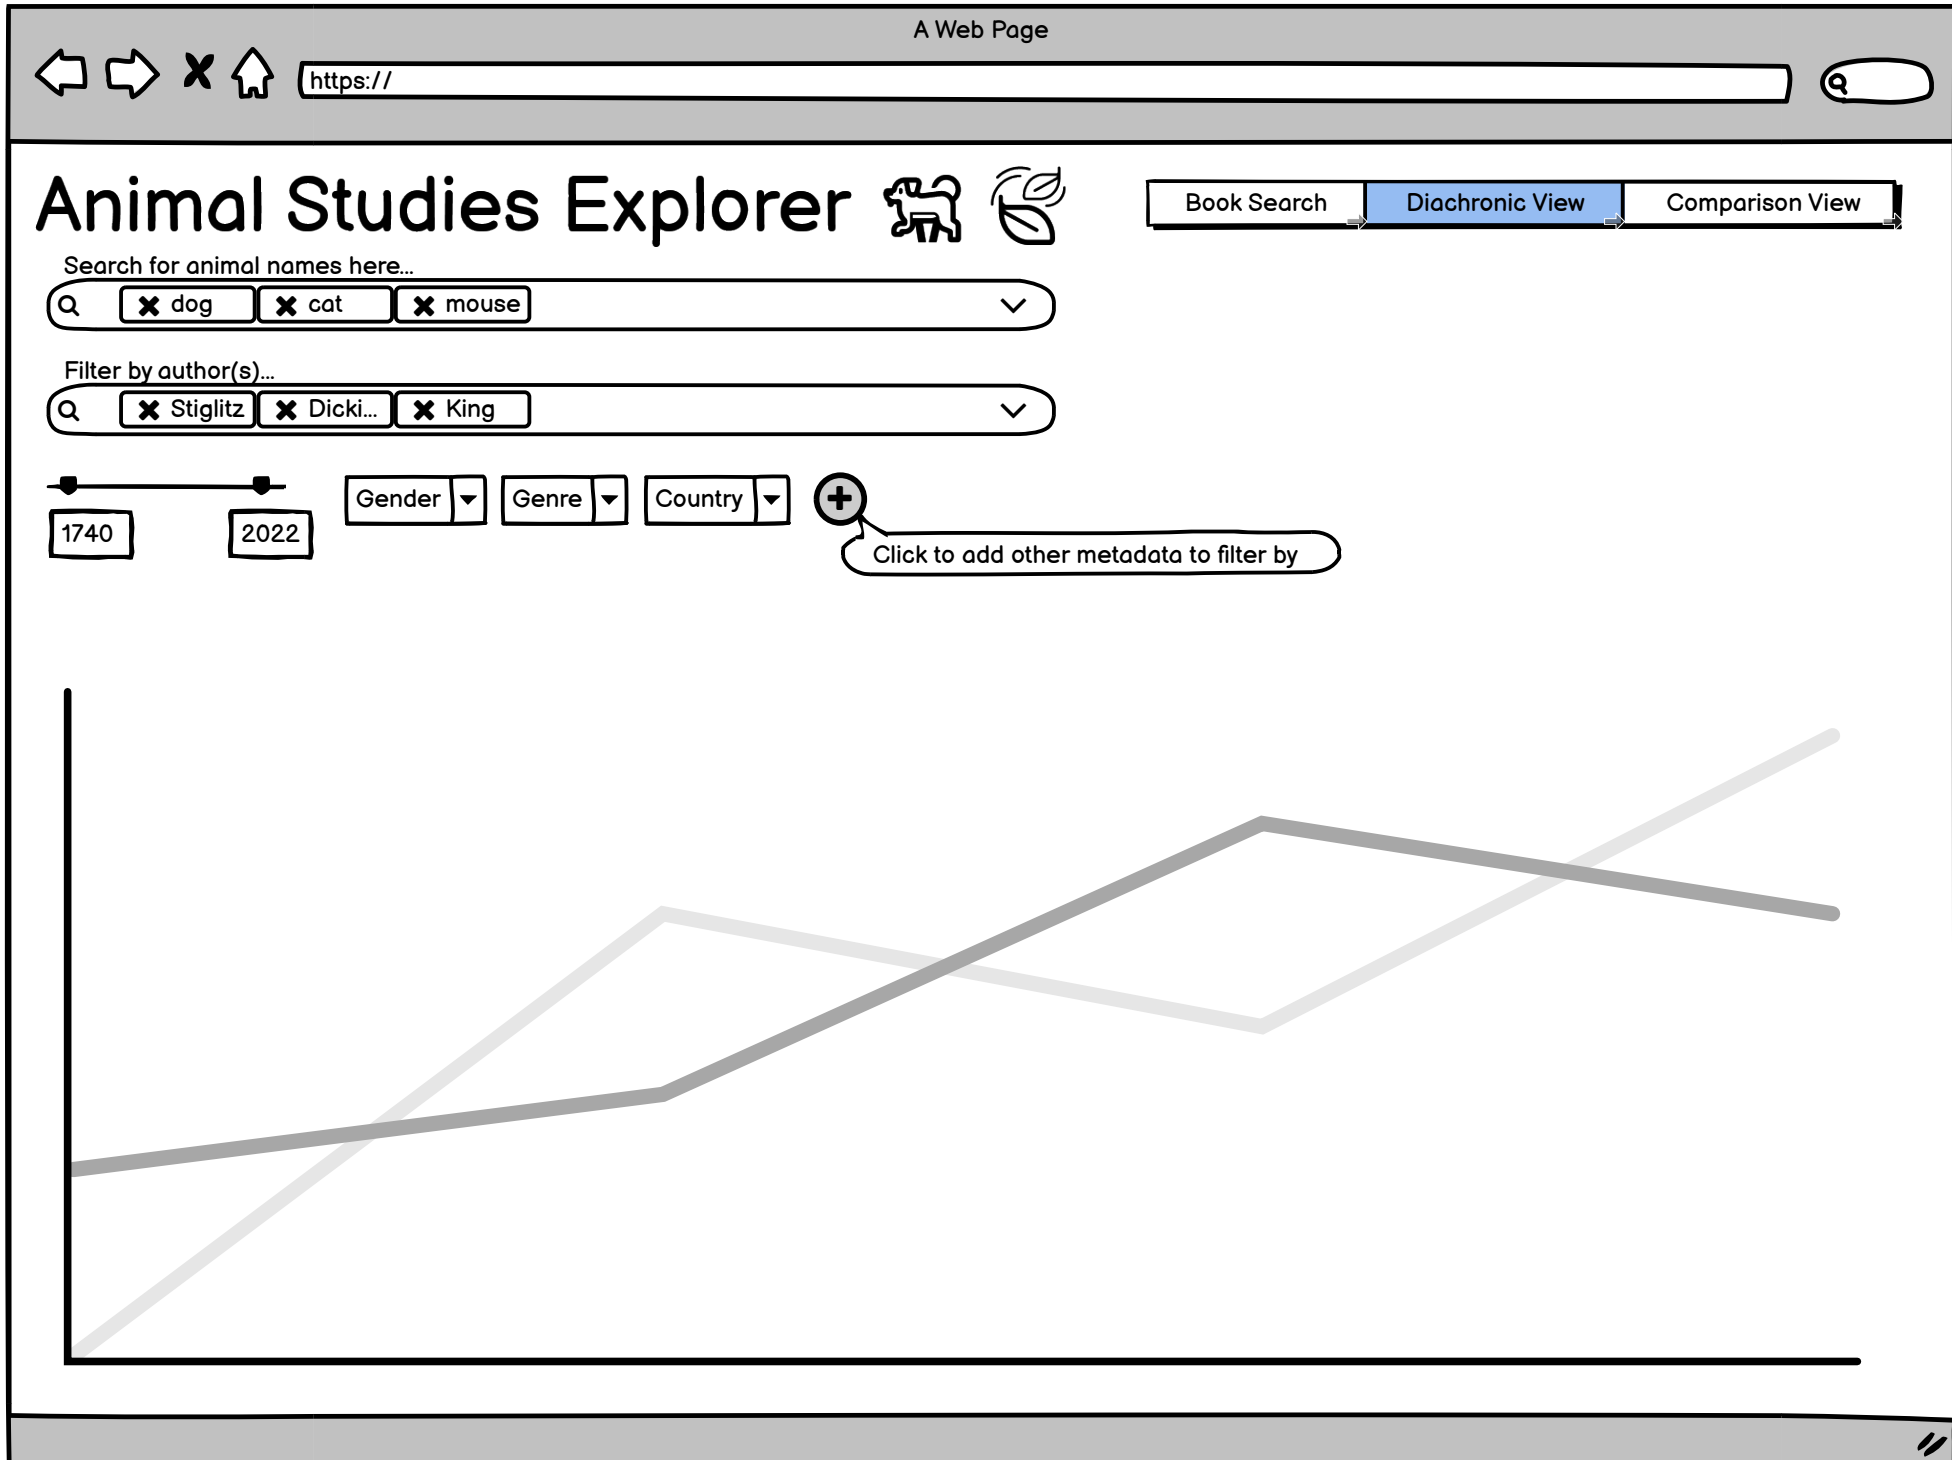 A Web Page
https://
Animal Studies Explorer
Book Search Diachronic View Comparison View
Search for animal names here...
dog cat mouse
Filter by author(s)...
Stiglitz Dicki... King
Gender Genre Country
1740 2022
Click to add other metadata to filter by